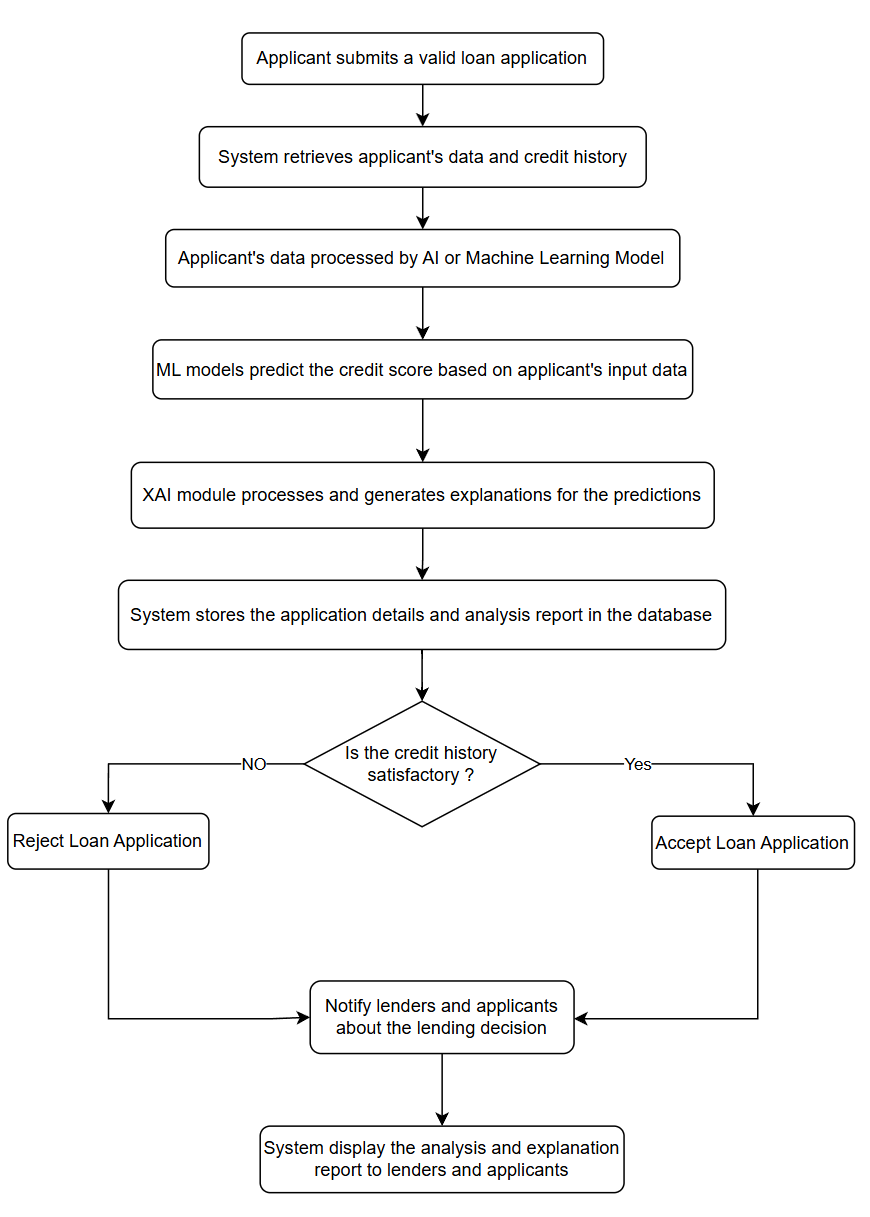 Applicant submits a valid loan application
System retrieves applicant's data and credit history
Applicant's data processed by AI or Machine Learning Model
ML models predict the credit score based on applicant's input data
XAI module processes and generates explanations for the predictions
System stores the application details and analysis report in the database
Is the credit history
satisfactory ?
NO
Yes
Reject Loan Application
Accept Loan Application
Notify lenders and applicants
about the lending decision
System display the analysis and explanation
report to lenders and applicants